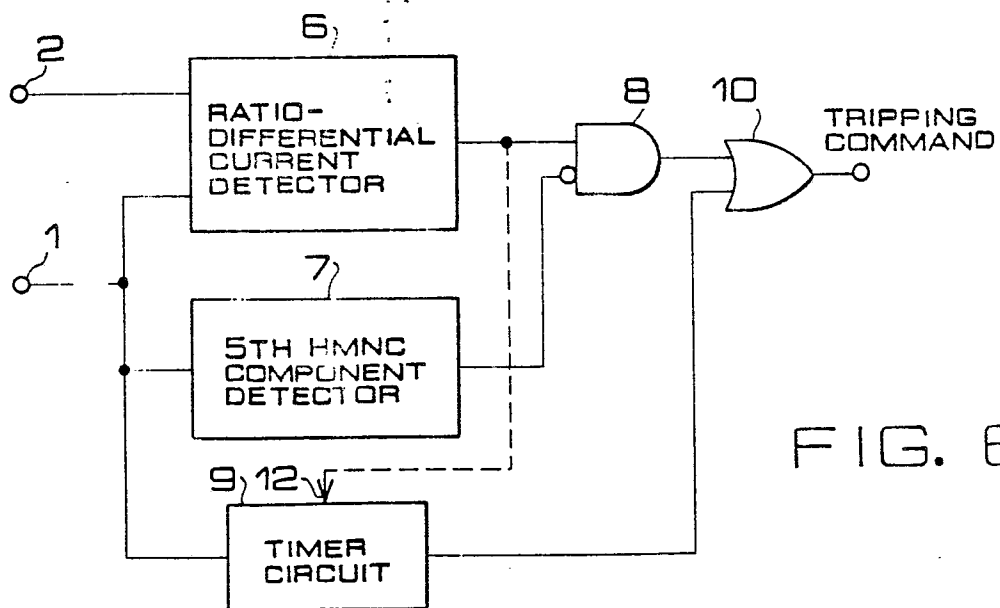 6
2
RATIO-
DIFFERENTIAL
CURRENT
DETECTOR
8
10
TRIPPING
COMMAND
1
7
5TH HMNC
COMPONENT
DETECTOR
FIG. 6
9 12
TIMER
CIRCUIT